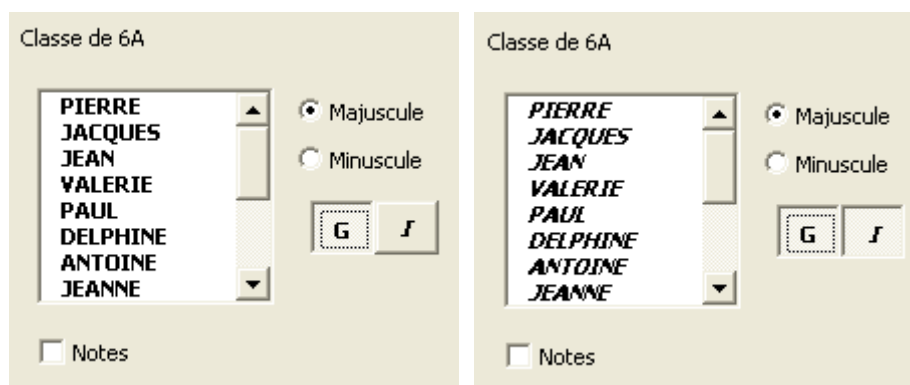 Classe de 6A
PIERRE
JACQUES
JEAN
VALERIE
PAUL
DELPHINE
ANTOINE
JEANNE
Majuscule
Minuscule
G I
Notes
Classe de 6A
PIERRE
JACQUES
JEAN
VALERIE
PAUL
DELPHINE
ANTOINE
JEANNE
Majuscule
Minuscule
G I
Notes